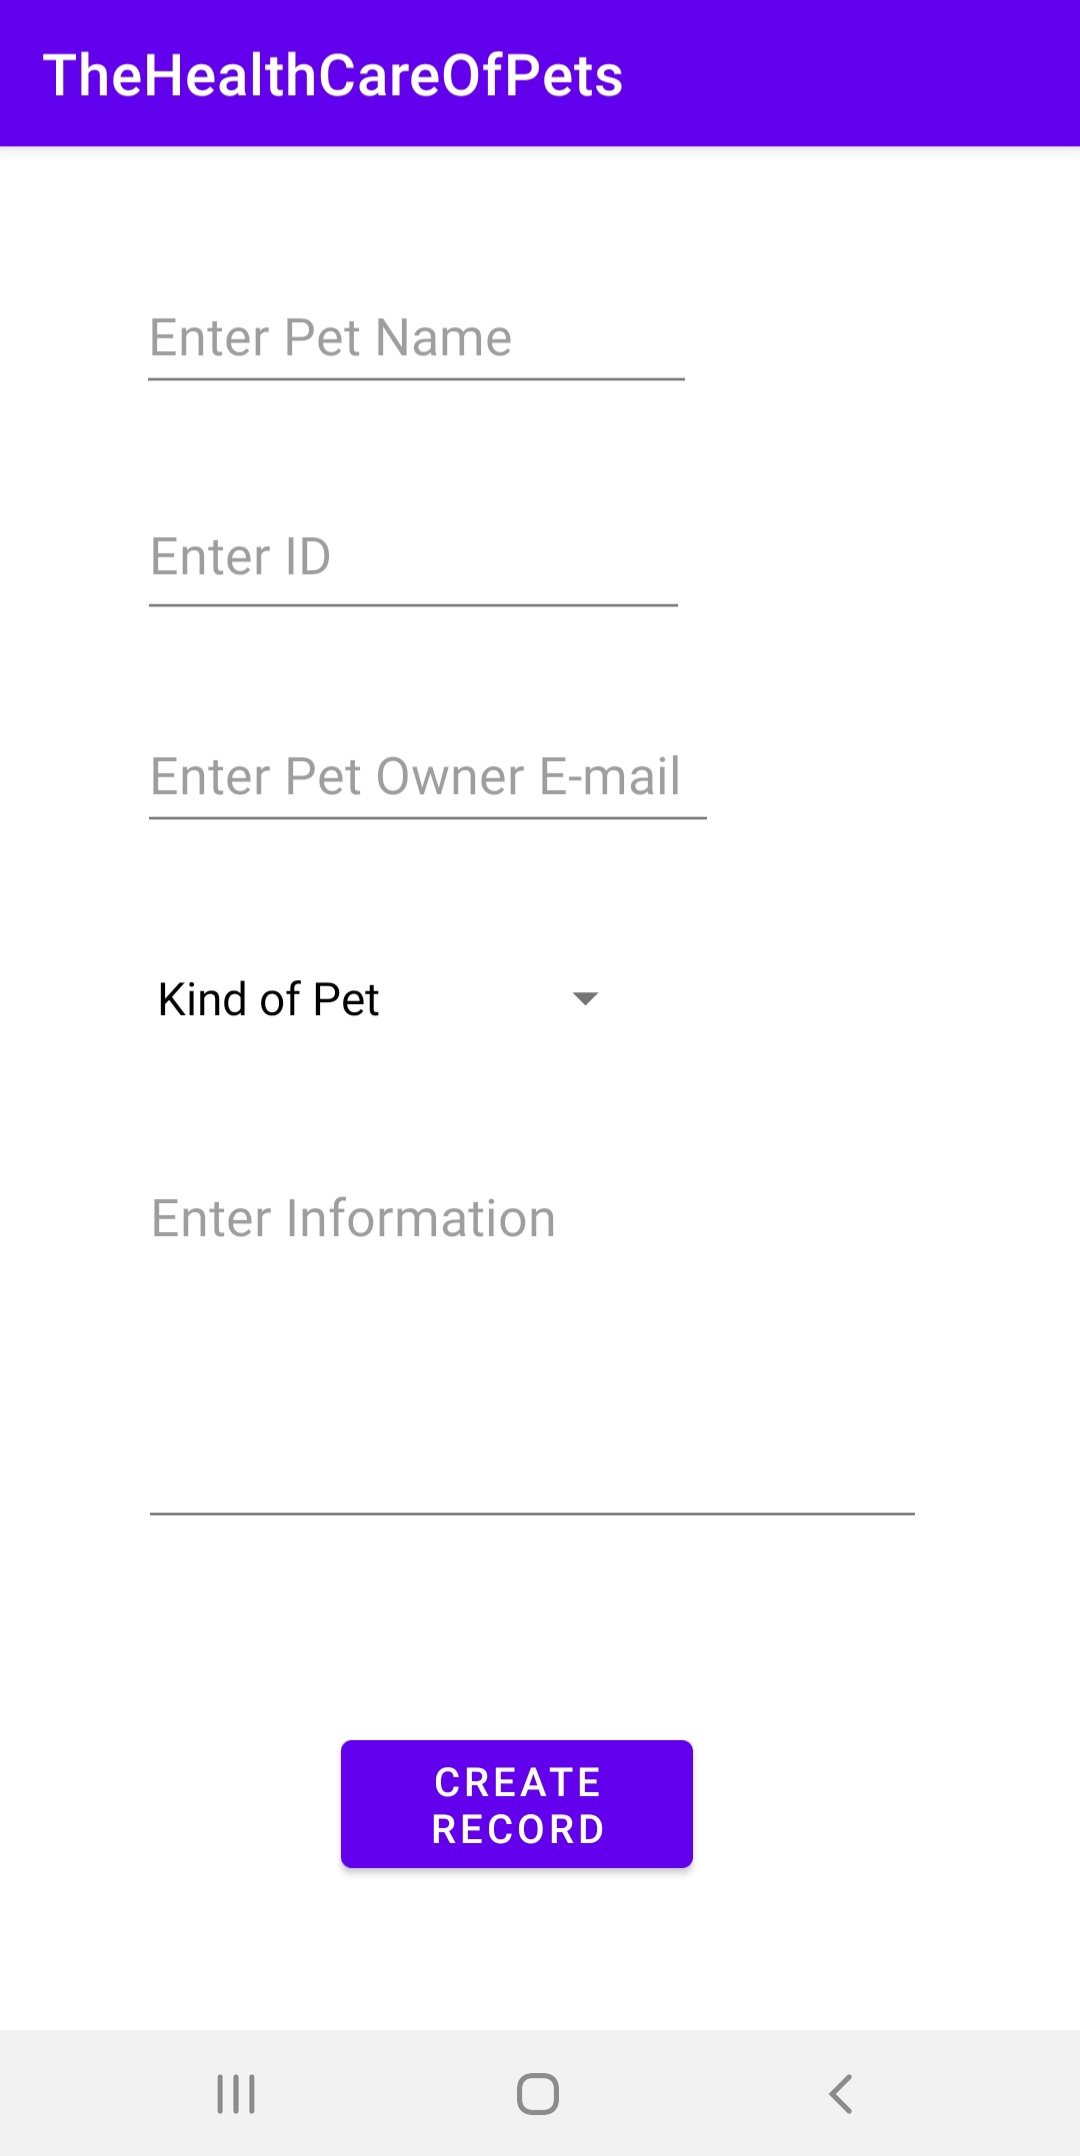 TheHealthCareOfPets
Enter Pet Name
Enter ID
Enter Pet Owner E-mail
Kind of Pet
Enter Information
CREATE
RECORD